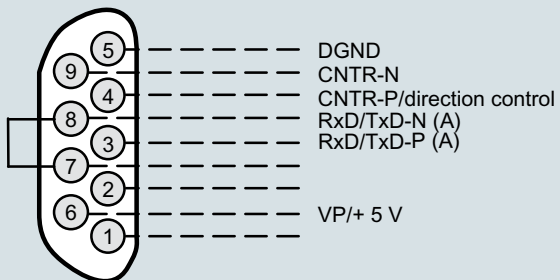 5 DGND
9 CNTR-N
4 CNTR-P/direction control
8 RxD/TxD-N (A)
3 RxD/TxD-P (A)
7
2
6 VP/+ 5 V
1